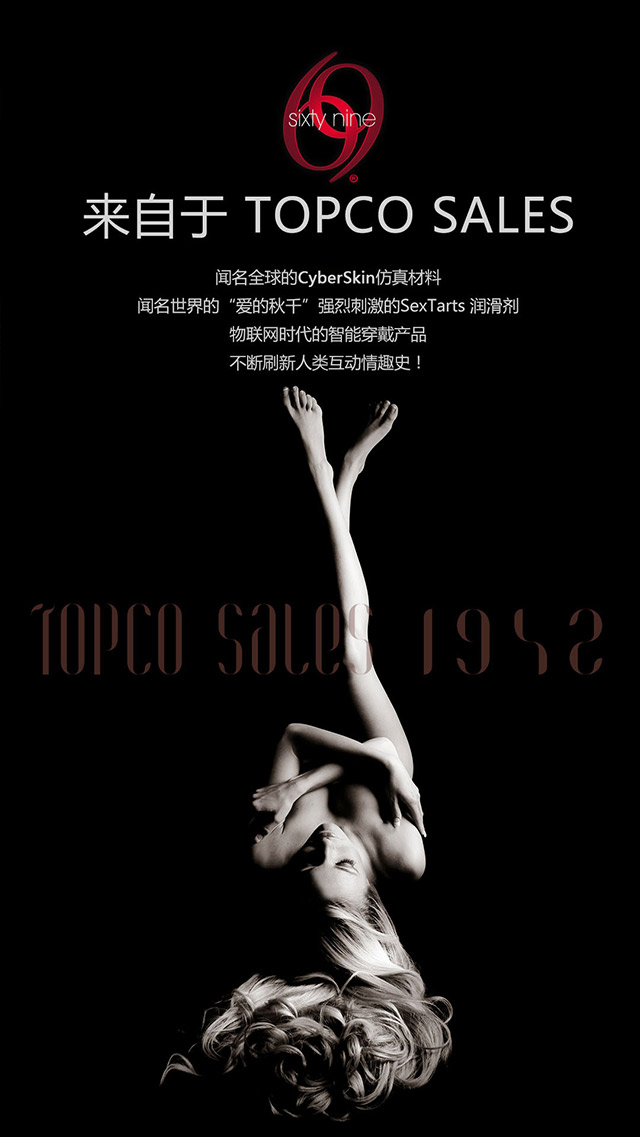 sixty nine
®
来自于 TOPCO SALES
闻名全球的CyberSkin仿真材料
闻名世界的“爱的秋千”强烈刺激的SexTarts 润滑剂
物联网时代的智能穿戴产品
不断刷新人类互动情趣史！
TOPCO SaleS 1952